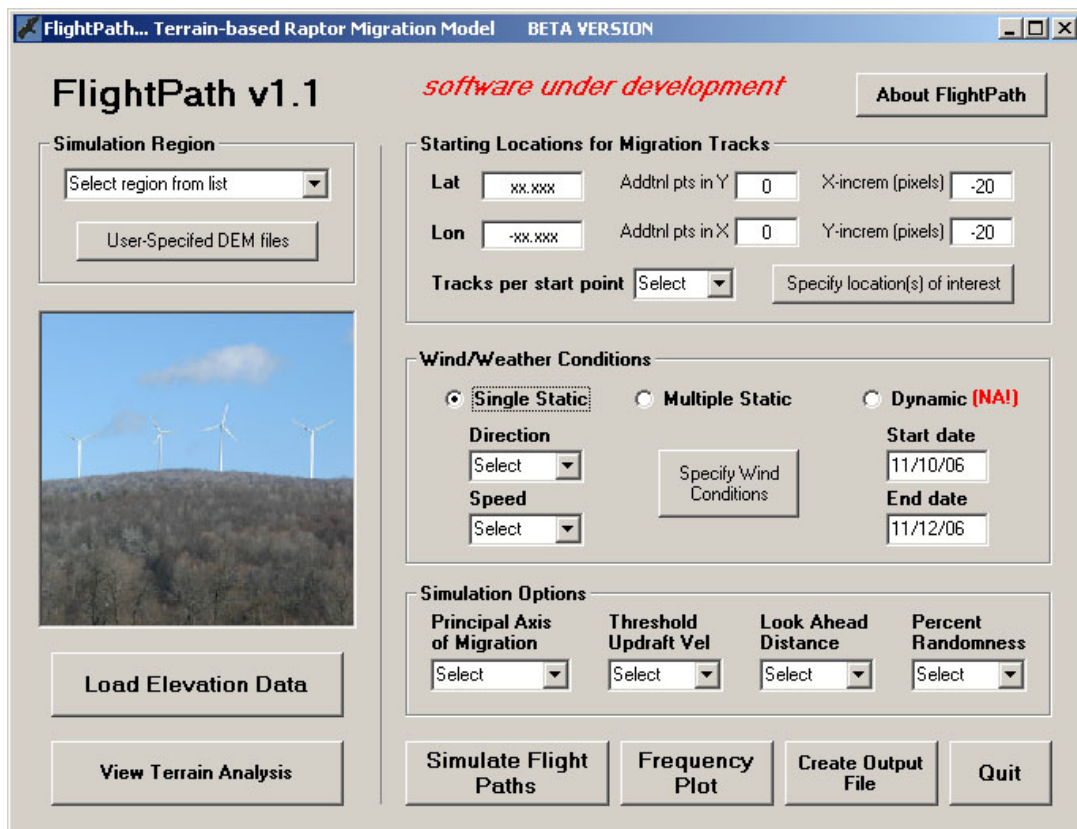 FlightPath... Terrain-based Raptor Migration Model BETA VERSION
FlightPath v1.1
software under development
About FlightPath
Simulation Region
Select region from list
User-Specifed DEM files
Load Elevation Data
View Terrain Analysis
Starting Locations for Migration Tracks
Lat xx.xxx Addtnl pts in Y 0 X-increm (pixels) -20
Lon -xx.xxx Addtnl pts in X 0 Y-increm (pixels) -20
Tracks per start point Select Specify location(s) of interest
Wind/Weather Conditions
Single Static Multiple Static Dynamic (NA!)
Direction
Select
Speed
Select
Specify Wind
Conditions
Start date
11/10/06
End date
11/12/06
Simulation Options
Principal Axis
of Migration
Select
Threshold
Updraft Vel
Select
Look Ahead
Distance
Select
Percent
Randomness
Select
Simulate Flight
Paths
Frequency
Plot
Create Output
File
Quit